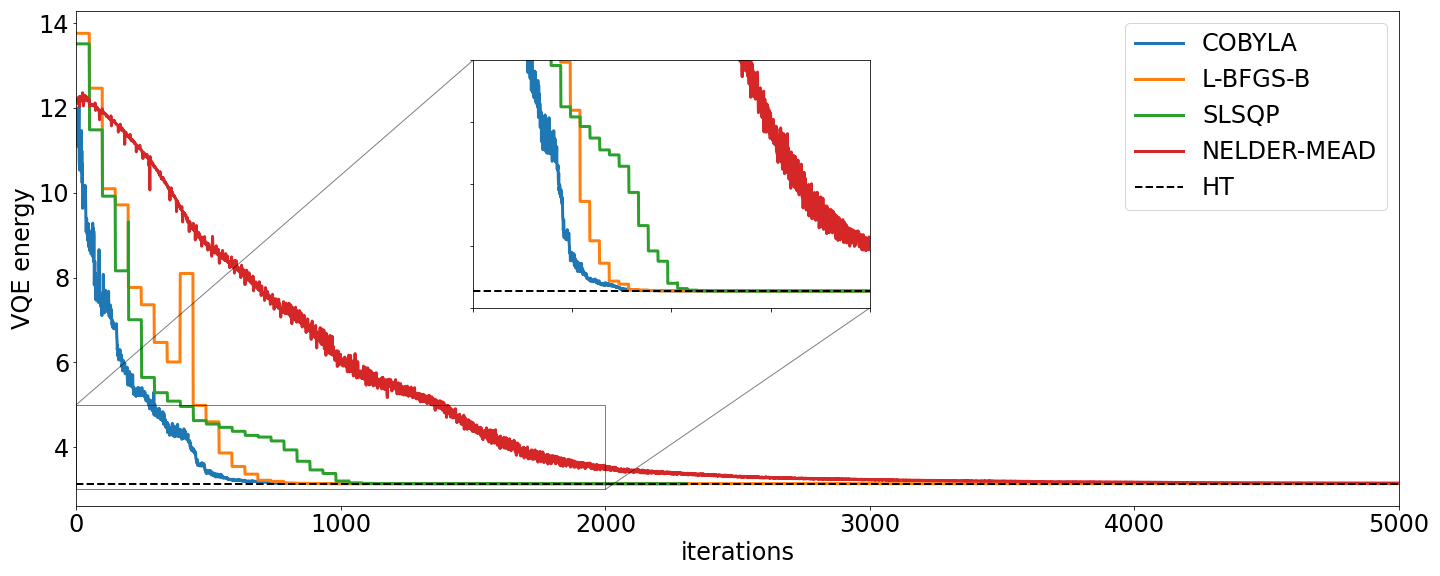 14
12
10
8
6
4
VQE energy
0
1000
2000
3000
4000
5000
iterations
COBYLA
L-BFGS-B
SLSQP
NELDER-MEAD
HT